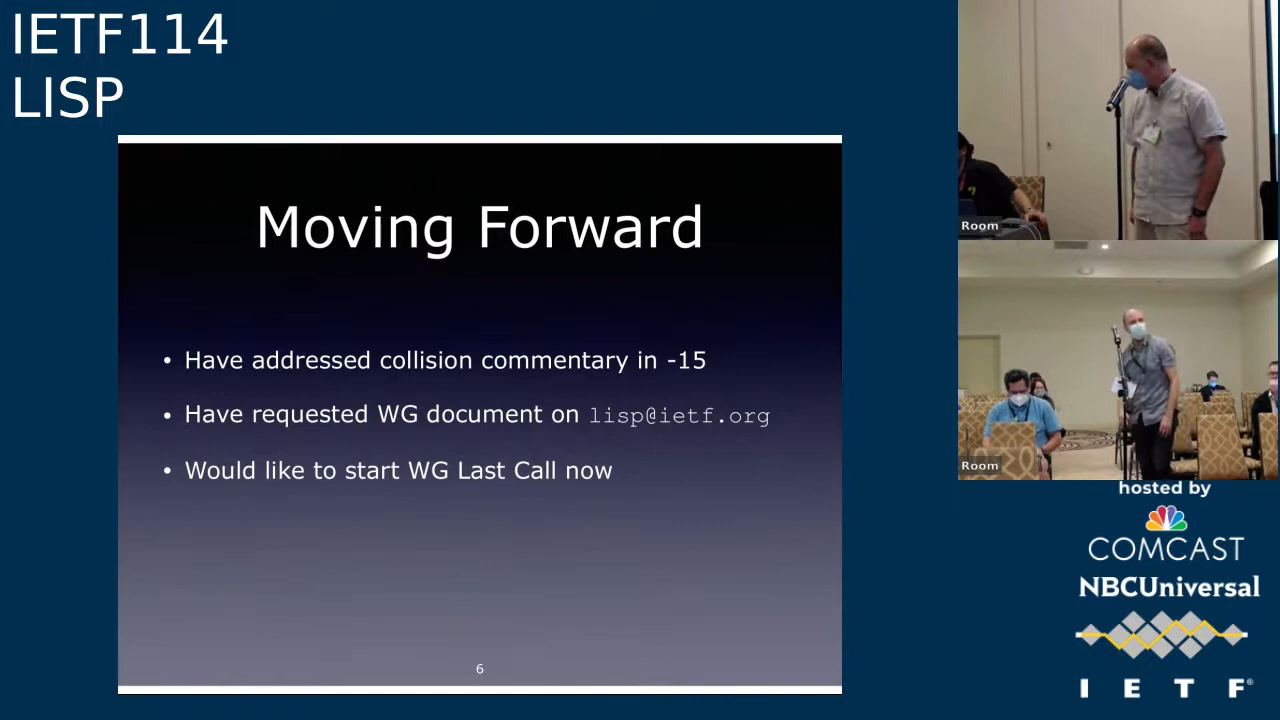 IETF114
LISP
Moving Forward
• Have addressed collision commentary in -15
• Have requested WG document on lisp@ietf.org
• Would like to start WG Last Call now
6
Room
Room
hosted by
COMCAST
NBCUniversal
I E T F®